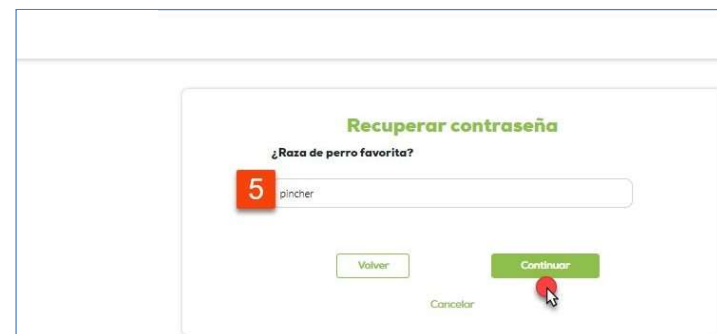 Recuperar contraseña
¿Raza de perro favorita?
5
pincher
Volver
Continuar
Cancelar